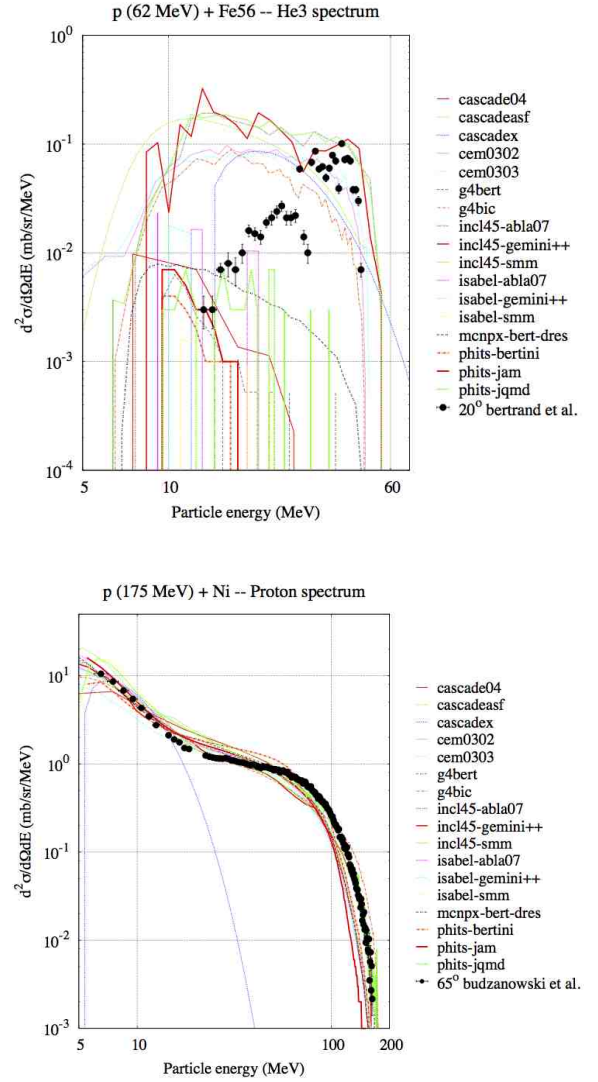 p (62 MeV) + Fe56 -- He3 spectrum
10^0
10^-1
10^-2
10^-3
10^-4
d^2σ/dΩdE (mb/sr/MeV)
5
10
60
Particle energy (MeV)
cascade04
cascadeasf
cascadex
cem0302
cem0303
g4bert
g4bic
incl45-abla07
incl45-gemini++
incl45-smm
isabel-abla07
isabel-gemini++
isabel-smm
mcnpx-bert-dres
phits-bertini
phits-jam
phits-jqmd
20° bertrand et al.
p (175 MeV) + Ni -- Proton spectrum
10^1
10^0
10^-1
10^-2
10^-3
d^2σ/dΩdE (mb/sr/MeV)
5
10
100
200
Particle energy (MeV)
cascade04
cascadeasf
cascadex
cem0302
cem0303
g4bert
g4bic
incl45-abla07
incl45-gemini++
incl45-smm
isabel-abla07
isabel-gemini++
isabel-smm
mcnpx-bert-dres
phits-bertini
phits-jam
phits-jqmd
65° budzanowski et al.